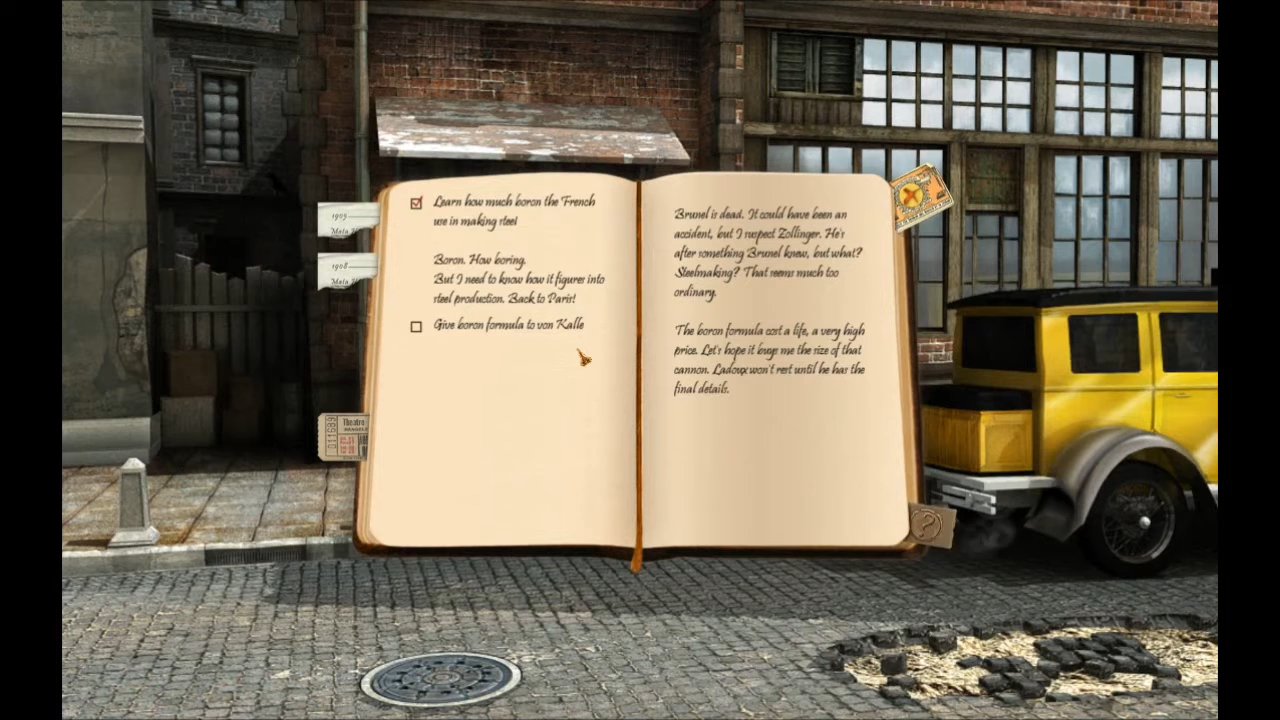 1905
Mata H
1908
Mata H
011689
Theatre
Learn how much boron the French
use in making steel
Boron. How boring.
But I need to know how it figures into
steel production. Back to Paris!
Give boron formula to von Kalle
Brunel is dead. It could have been an
accident, but I suspect Zollinger. He's
after something Brunel knew, but what?
Steelmaking? That seems much too
ordinary.
The boron formula cost a life, a very high
price. Let's hope it buys me the size of that
cannon. Ladoux won't rest until he has the
final details.
?